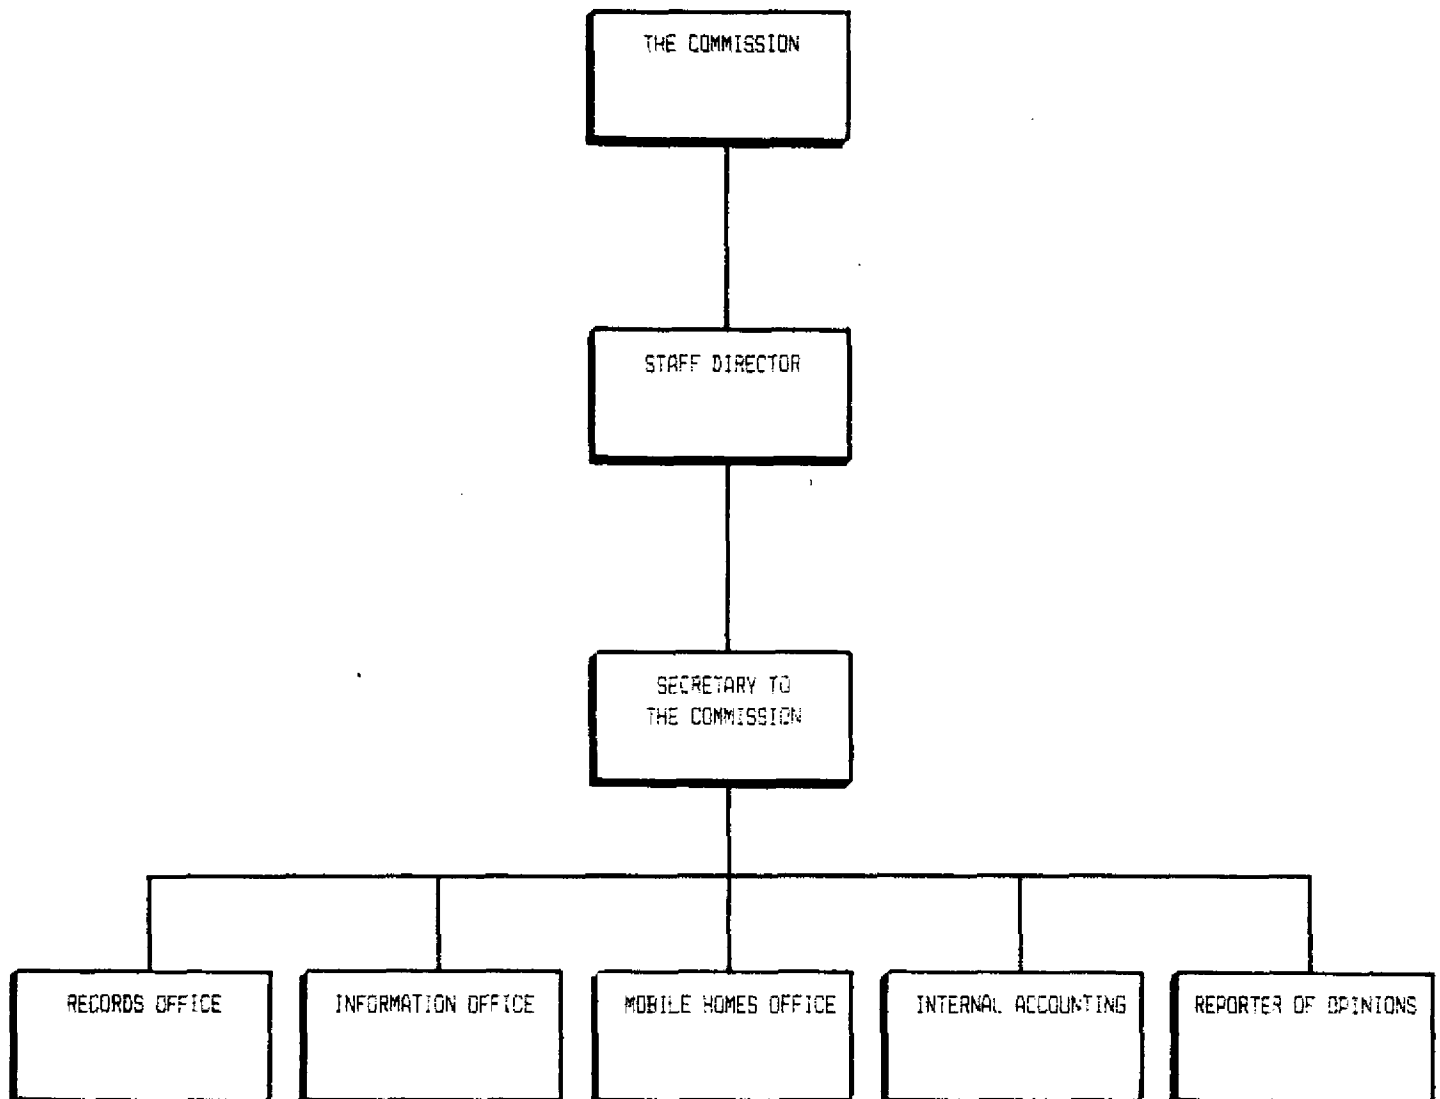 THE COMMISSION
STAFF DIRECTOR
SECRETARY TO
THE COMMISSION
RECORDS OFFICE
INFORMATION OFFICE
MOBILE HOMES OFFICE
INTERNAL ACCOUNTING
REPORTER OF OPINIONS